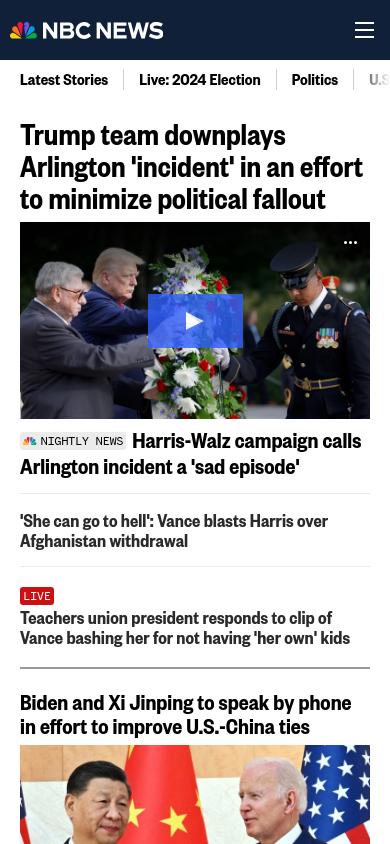 NBC NEWS
Latest Stories
Live: 2024 Election
Politics
Trump team downplays
Arlington 'incident' in an effort
to minimize political fallout
NIGHTLY NEWS Harris-Walz campaign calls
Arlington incident a 'sad episode'
'She can go to hell': Vance blasts Harris over
Afghanistan withdrawal
LIVE
Teachers union president responds to clip of
Vance bashing her for not having 'her own' kids
Biden and Xi Jinping to speak by phone
in effort to improve U.S.-China ties